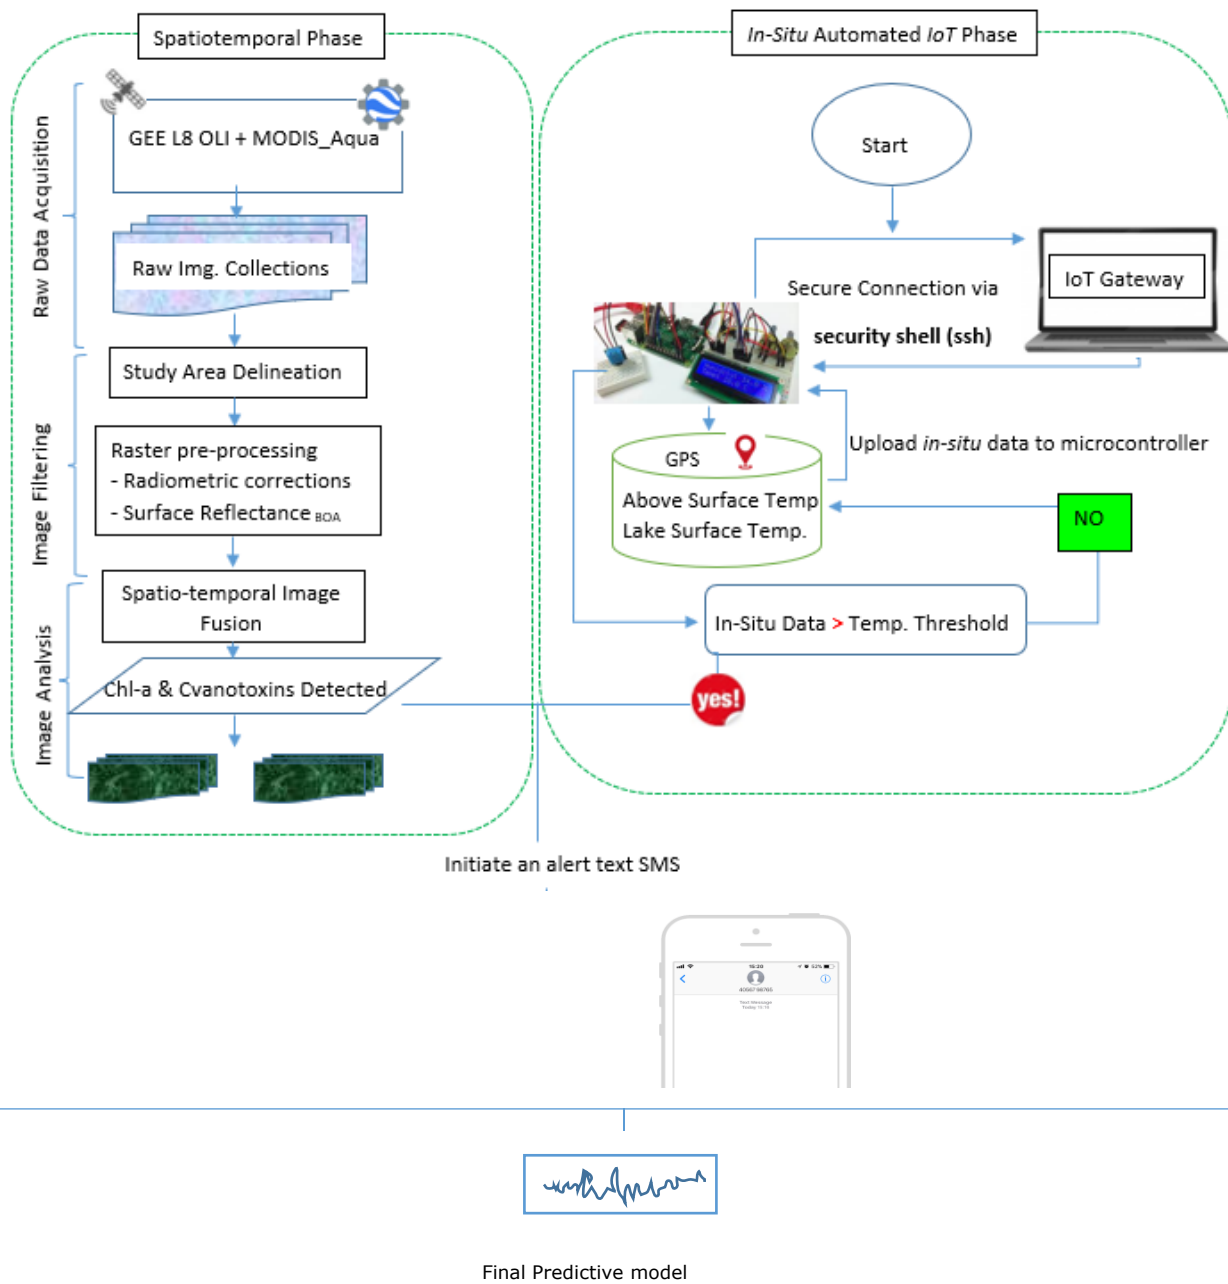 Spatiotemporal Phase
Raw Data Acquisition
GEE L8 OLI + MODIS_Aqua
Raw Img. Collections
Image Filtering
Study Area Delineation
Raster pre-processing
- Radiometric corrections
- Surface Reflectance BOA
Image Analysis
Spatio-temporal Image
Fusion
Chl-a & Cvanotoxins Detected
In-Situ Automated IoT Phase
Start
IoT Gateway
Secure Connection via
security shell (ssh)
Upload in-situ data to microcontroller
GPS
Above Surface Temp
Lake Surface Temp.
NO
In-Situ Data > Temp. Threshold
yes!
Initiate an alert text SMS
Text Message
Final Predictive model